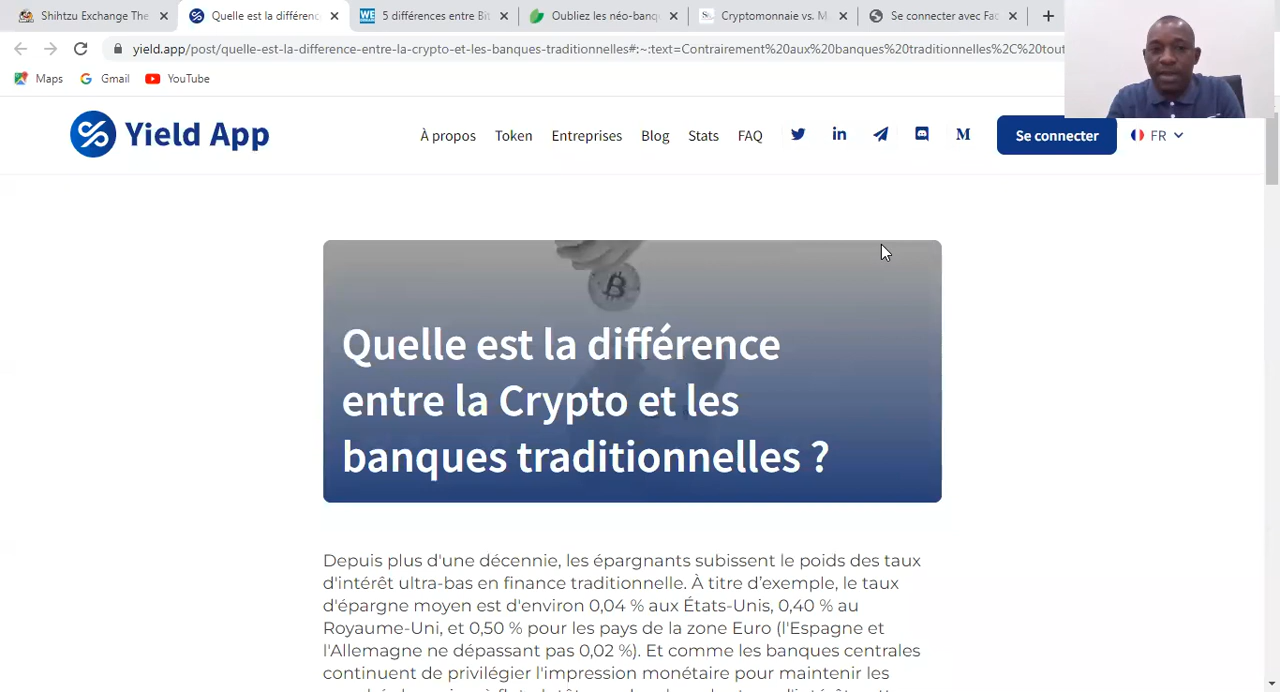 Shihtzu Exchange The
Quelle est la différenc
5 différences entre Bit
Oubliez les néo-banqu
Cryptomonnaie vs. M
Se connecter avec Fac
yield.app/post/quelle-est-la-difference-entre-la-crypto-et-les-banques-traditionnelles#:~:text=Contrairement%20aux%20banques%20traditionnelles%2C%20tout
Maps
Gmail
YouTube
Yield App
À propos
Token
Entreprises
Blog
Stats
FAQ
Se connecter
FR
Quelle est la différence
entre la Crypto et les
banques traditionnelles ?
Depuis plus d'une décennie, les épargnants subissent le poids des taux
d'intérêt ultra-bas en finance traditionnelle. À titre d’exemple, le taux
d'épargne moyen est d'environ 0,04 % aux États-Unis, 0,40 % au
Royaume-Uni, et 0,50 % pour les pays de la zone Euro (l'Espagne et
l'Allemagne ne dépassant pas 0,02 %). Et comme les banques centrales
continuent de privilégier l'impression monétaire pour maintenir les